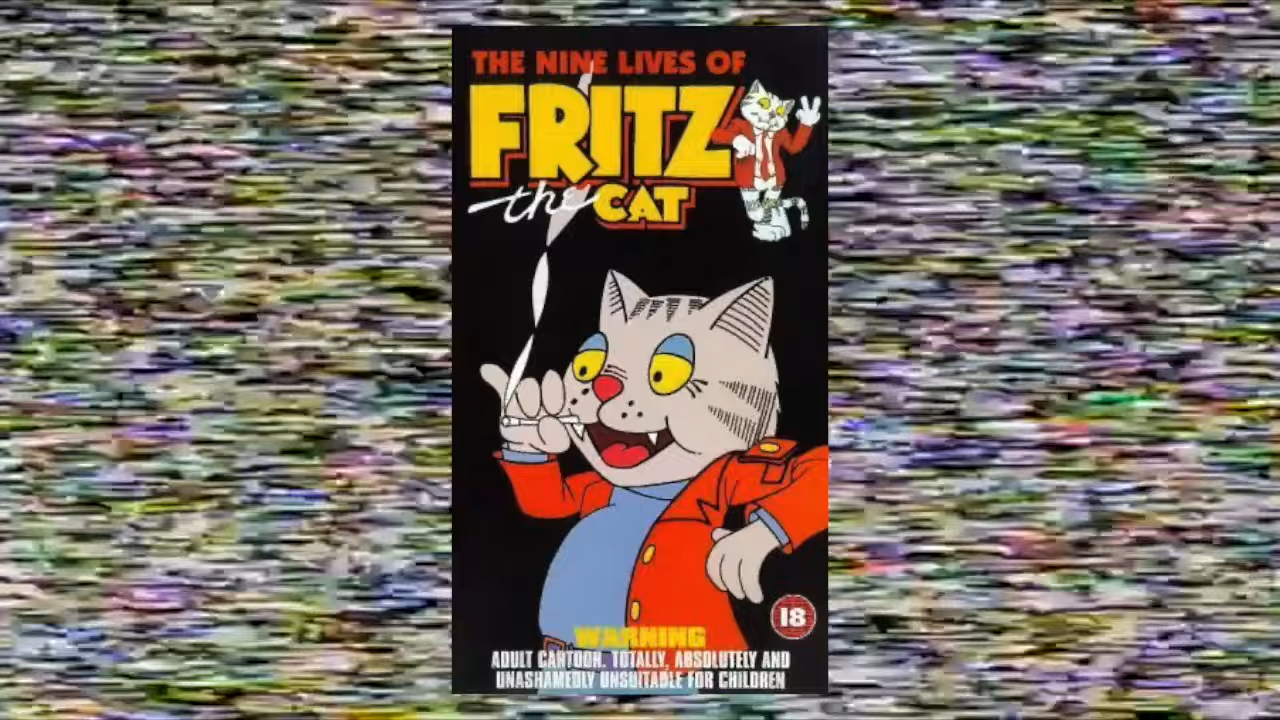 THE NINE LIVES OF
FRITZ
the CAT
18
WARNING
ADULT CARTOON. TOTALLY, ABSOLUTELY AND
UNASHAMEDLY UNSUITABLE FOR CHILDREN